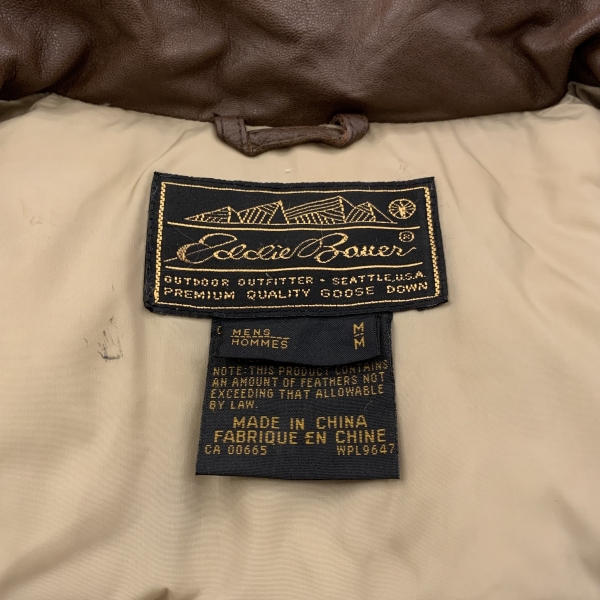 Eddie Bauer®
OUTDOOR OUTFITTER - SEATTLE, U.S.A.
PREMIUM QUALITY GOOSE DOWN
MENS M
HOMMES M
NOTE: THIS PRODUCT CONTAINS
AN AMOUNT OF FEATHERS NOT
EXCEEDING THAT ALLOWABLE
BY LAW.
MADE IN CHINA
FABRIQUE EN CHINE
CA 00665 WPL9647